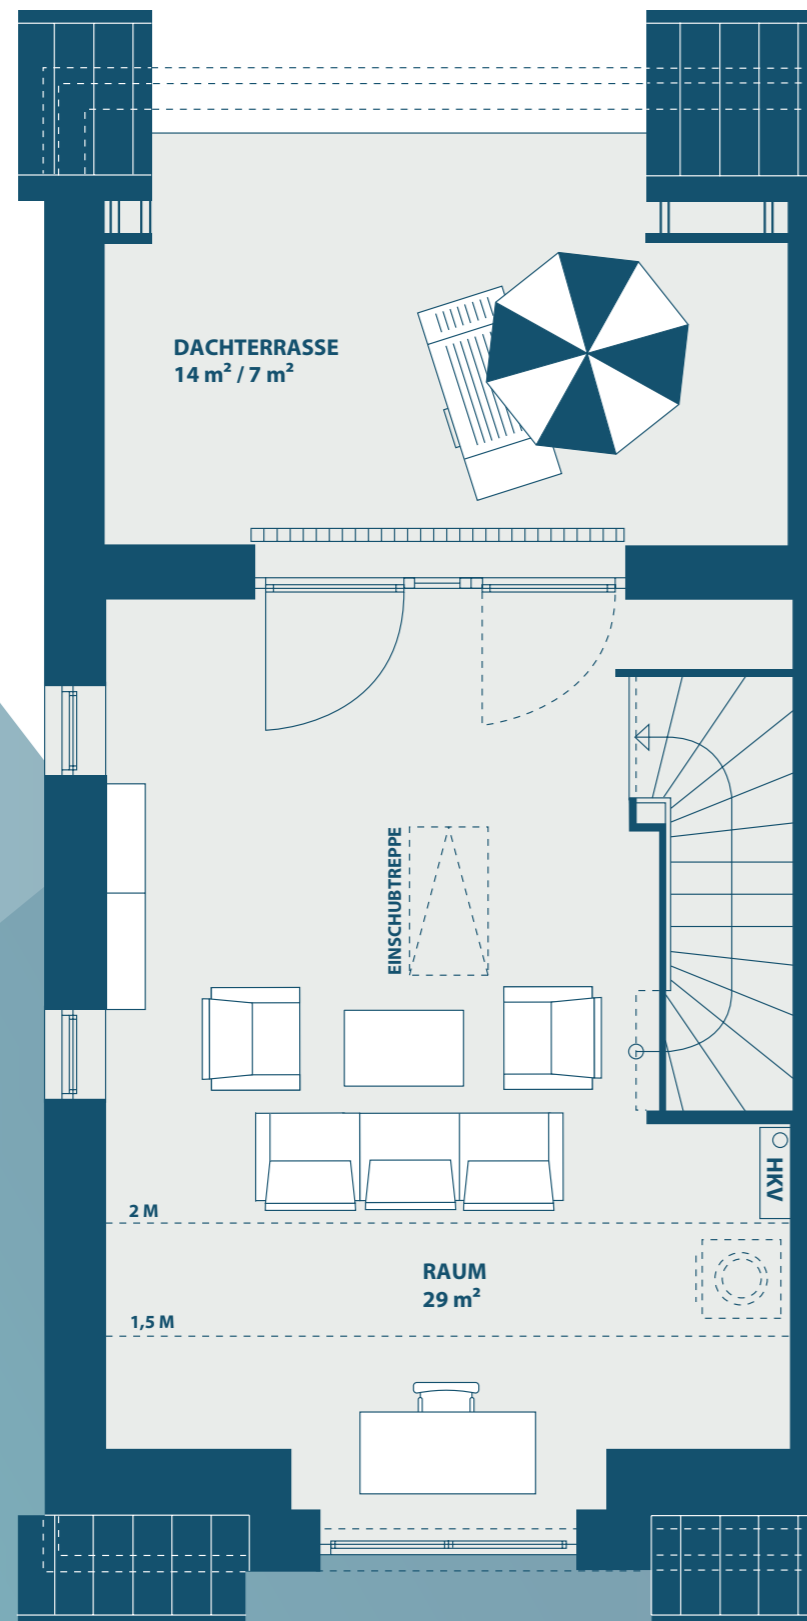 DACHTERRASSE
14 m² / 7 m²
EINSCHUBTREPPE
HKV
2 M
RAUM
29 m²
1,5 M